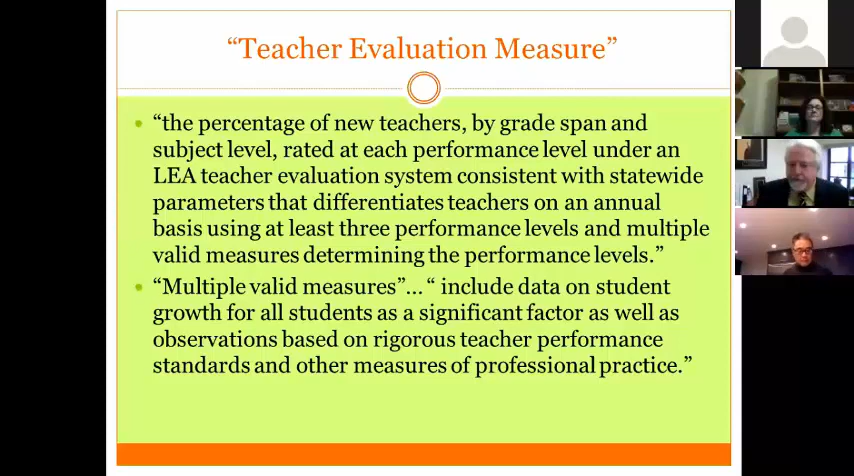 “Teacher Evaluation Measure”
“the percentage of new teachers, by grade span and
subject level, rated at each performance level under an
LEA teacher evaluation system consistent with statewide
parameters that differentiates teachers on an annual
basis using at least three performance levels and multiple
valid measures determining the performance levels.”
“Multiple valid measures”... “ include data on student
growth for all students as a significant factor as well as
observations based on rigorous teacher performance
standards and other measures of professional practice.”